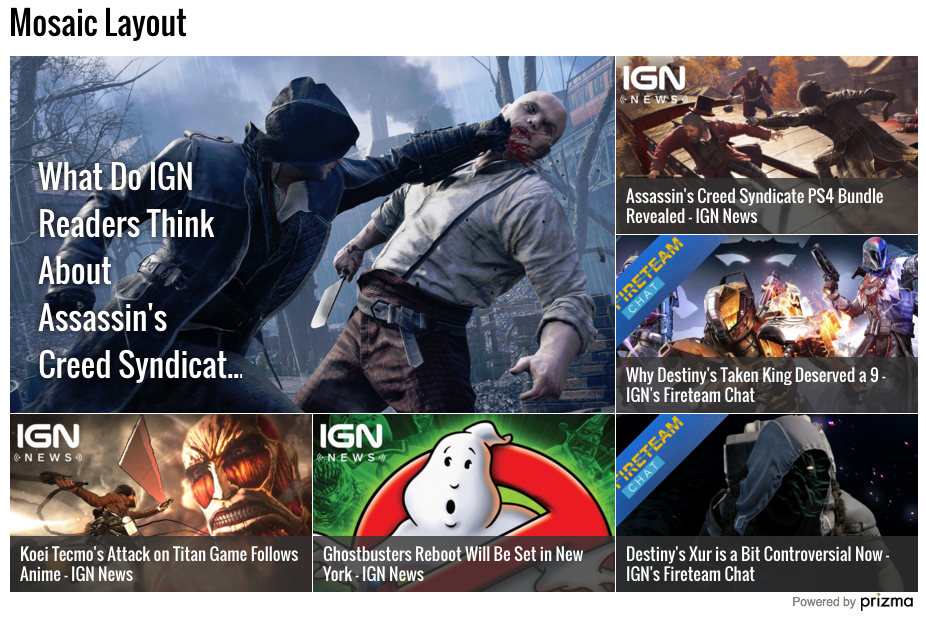 Mosaic Layout
What Do IGN
Readers Think
About
Assassin's
Creed Syndicat...
IGN
NEWS
Assassin's Creed Syndicate PS4 Bundle
Revealed - IGN News
FIRETEAM
CHAT
Why Destiny's Taken King Deserved a 9 -
IGN's Fireteam Chat
IGN
NEWS
Koei Tecmo's Attack on Titan Game Follows
Anime - IGN News
IGN
NEWS
Ghostbusters Reboot Will Be Set in New
York - IGN News
FIRETEAM
CHAT
Destiny's Xur is a Bit Controversial Now -
IGN's Fireteam Chat
Powered by prizma